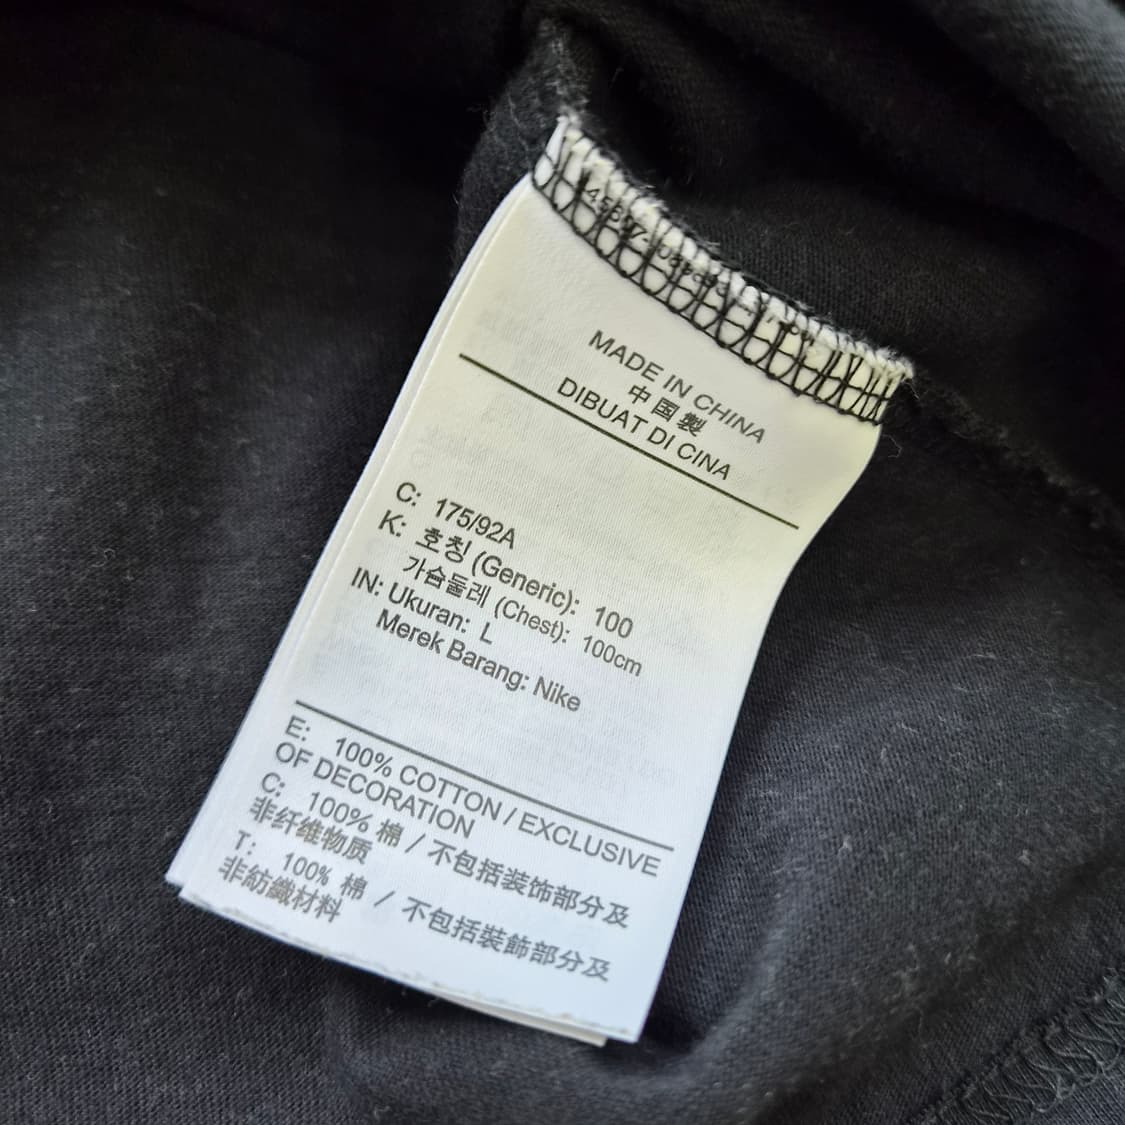 MADE IN CHINA
中国製
DIBUAT DI CINA
C: 175/92A
K: 호칭 (Generic): 100
가슴둘레 (Chest): 100cm
IN: Ukuran: L
Merek Barang: Nike
E: 100% COTTON / EXCLUSIVE
OF DECORATION
C: 100% 棉 / 不包括装饰部分及
非纤维物质
T: 100% 棉 / 不包括裝飾部分及
非紡織材料